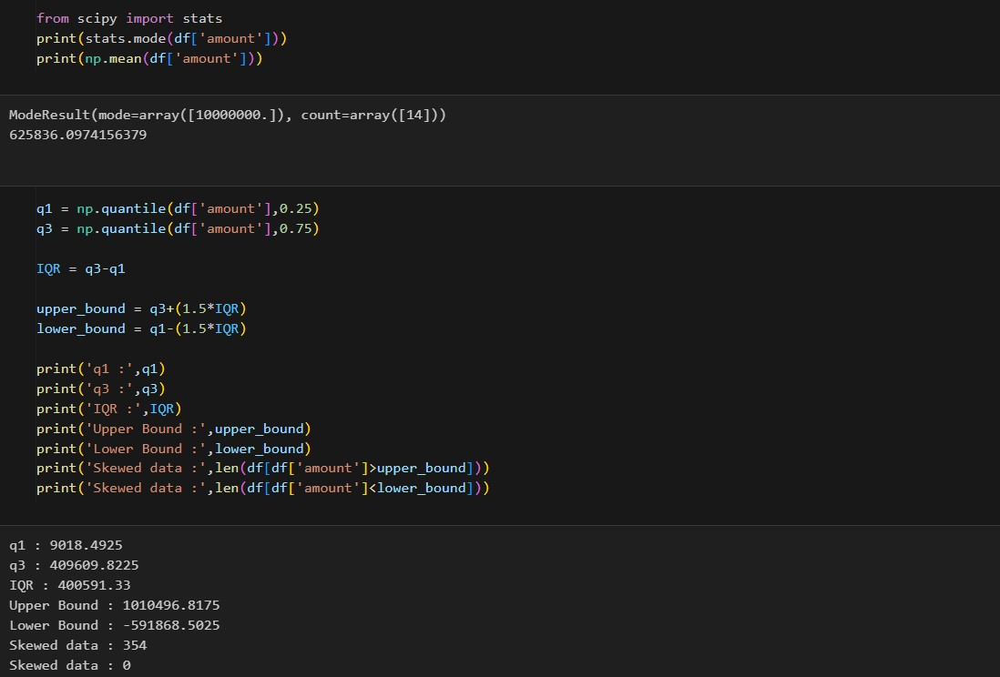 from scipy import stats
print(stats.mode(df['amount']))
print(np.mean(df['amount']))
ModeResult(mode=array([10000000.]), count=array([14]))
625836.0974156379
q1 = np.quantile(df['amount'],0.25)
q3 = np.quantile(df['amount'],0.75)
IQR = q3-q1
upper_bound = q3+(1.5*IQR)
lower_bound = q1-(1.5*IQR)
print('q1 :',q1)
print('q3 :',q3)
print('IQR :',IQR)
print('Upper Bound :',upper_bound)
print('Lower Bound :',lower_bound)
print('Skewed data :',len(df[df['amount']>upper_bound]))
print('Skewed data :',len(df[df['amount']<lower_bound]))
q1 : 9018.4925
q3 : 409609.8225
IQR : 400591.33
Upper Bound : 1010496.8175
Lower Bound : -591868.5025
Skewed data : 354
Skewed data : 0